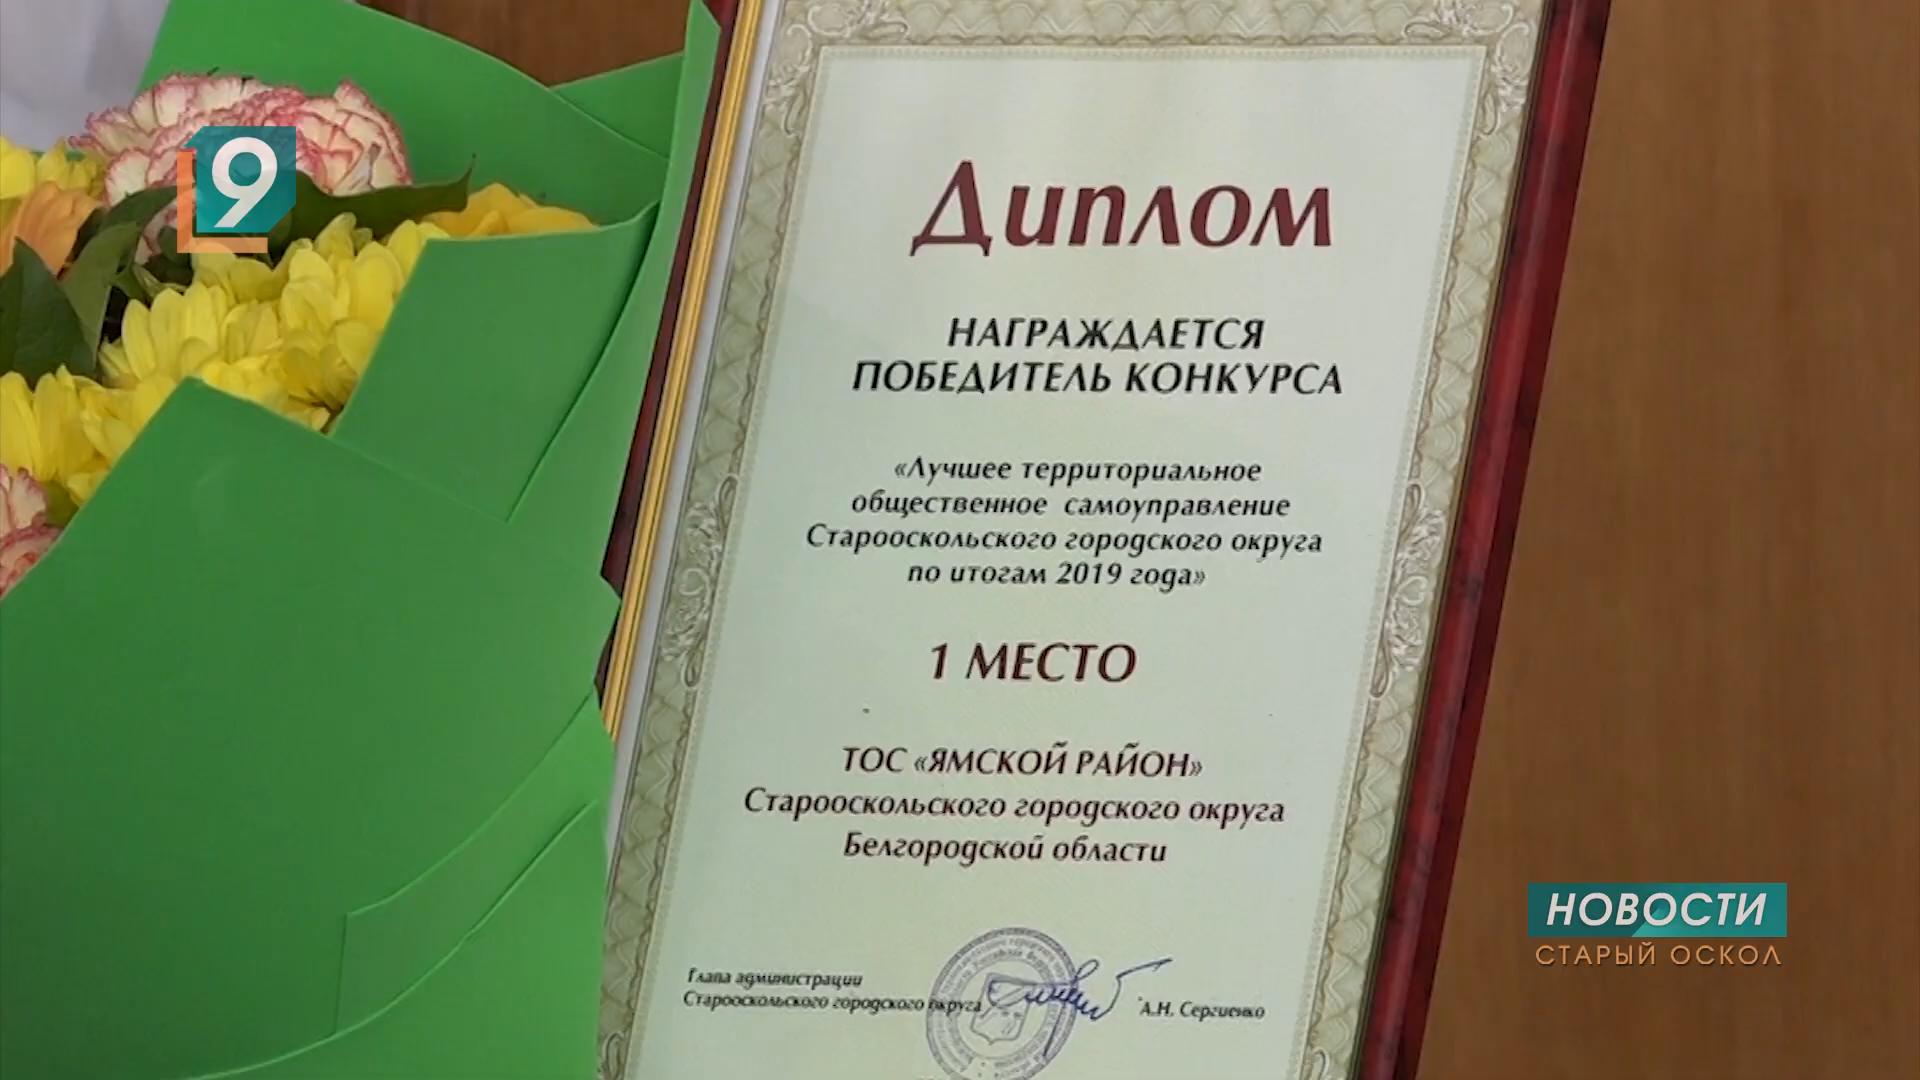 9
Диплом
НАГРАЖДАЕТСЯ
ПОБЕДИТЕЛЬ КОНКУРСА
«Лучшее территориальное
общественное самоуправление
Старооскольского городского округа
по итогам 2019 года»
1 МЕСТО
ТОС «ЯМСКОЙ РАЙОН»
Старооскольского городского округа
Белгородской области
Глава администрации
Старооскольского городского округа
А.Н. Сергиенко
НОВОСТИ
СТАРЫЙ ОСКОЛ